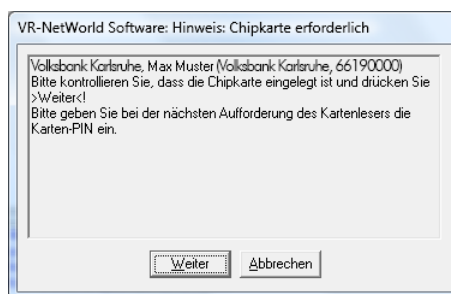 VR-NetWorld Software: Hinweis: Chipkarte erforderlich
Volksbank Karlsruhe, Max Muster (Volksbank Karlsruhe, 66190000)
Bitte kontrollieren Sie, dass die Chipkarte eingelegt ist und drücken Sie
>Weiter<!
Bitte geben Sie bei der nächsten Aufforderung des Kartenlesers die
Karten-PIN ein.
Weiter Abbrechen